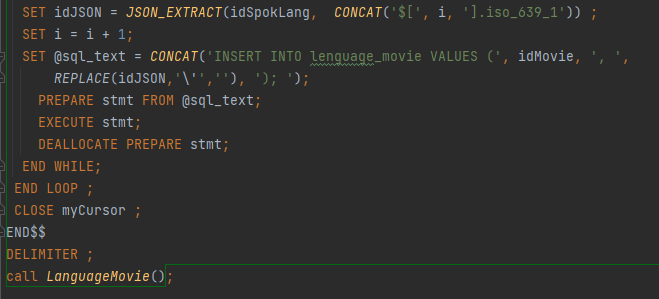 SET idJSON = JSON_EXTRACT(idSpokLang,  CONCAT('$[', i, '].iso_639_1')) ;
SET i = i + 1;
SET @sql_text = CONCAT('INSERT INTO lenguage_movie VALUES (', idMovie, ', ',
REPLACE(idJSON,'\'',''), '); ');
PREPARE stmt FROM @sql_text;
EXECUTE stmt;
DEALLOCATE PREPARE stmt;
END WHILE;
END LOOP ;
CLOSE myCursor ;
END$$
DELIMITER ;
call LanguageMovie();